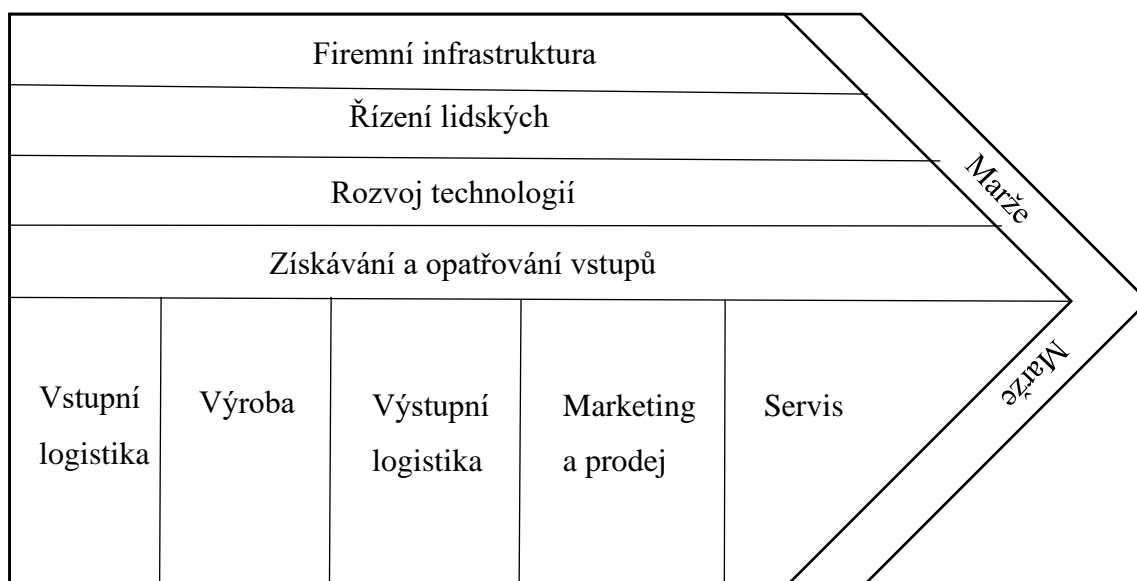 Firemní infrastruktura
Řízení lidských
Rozvoj technologií
Získávání a opatřování vstupů
Marže
Marže
Vstupní
logistika
Výroba
Výstupní
logistika
Marketing
a prodej
Servis